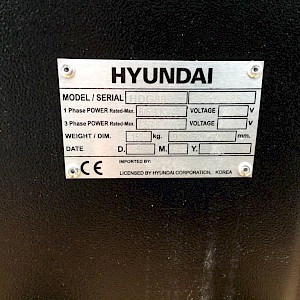 HYUNDAI
MODEL / SERIAL
1 Phase POWER Rated-Max. VOLTAGE V
3 Phase POWER Rated-Max. VOLTAGE V
WEIGHT / DIM. kg. mm.
DATE D. M. Y.
CE IMPORTED BY:
LICENSED BY HYUNDAI CORPORATION, KOREA